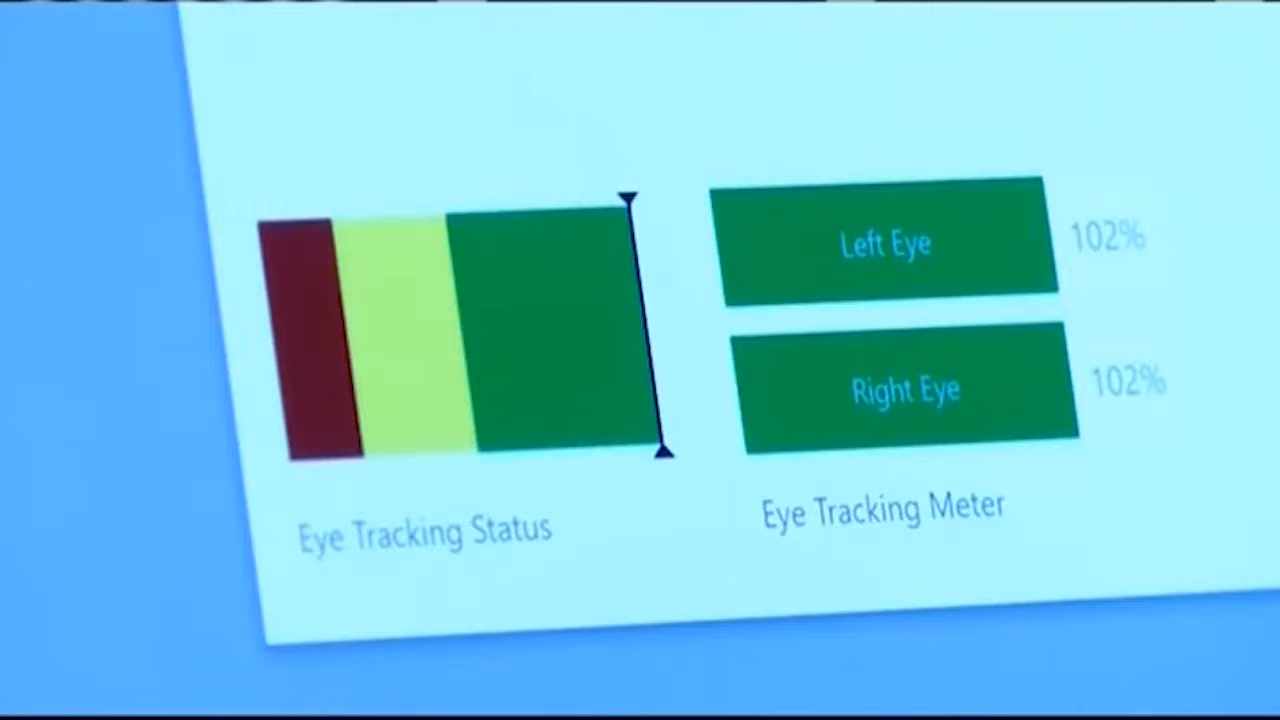 Left Eye
102%
Right Eye
102%
Eye Tracking Status
Eye Tracking Meter